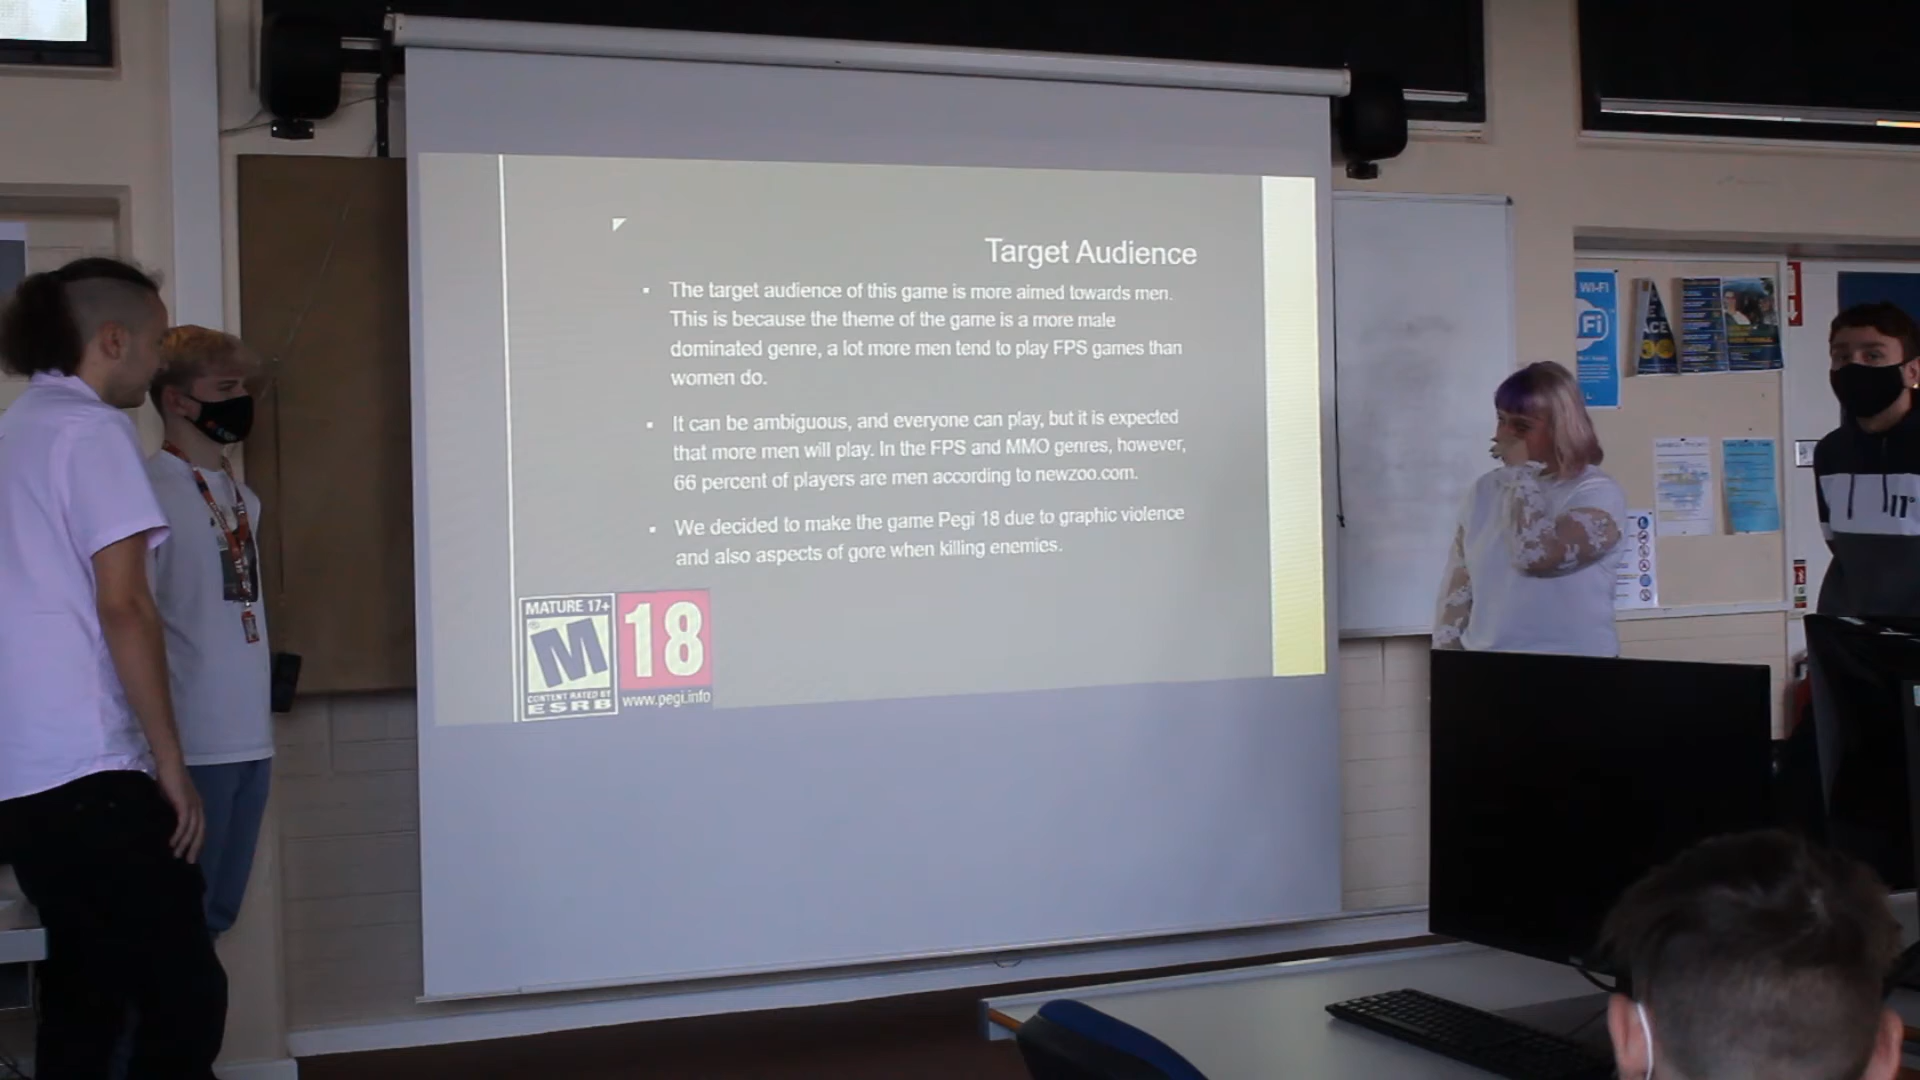 Target Audience
The target audience of this game is more aimed towards men.
This is because the theme of the game is a more male
dominated genre, a lot more men tend to play FPS games than
women do.
It can be ambiguous, and everyone can play, but it is expected
that more men will play. In the FPS and MMO genres, however,
66 percent of players are men according to newzoo.com.
We decided to make the game Pegi 18 due to graphic violence
and also aspects of gore when killing enemies.
MATURE 17+
M
CONTENT RATED BY
ESRB
18
www.pegi.info
WI-FI
Fi